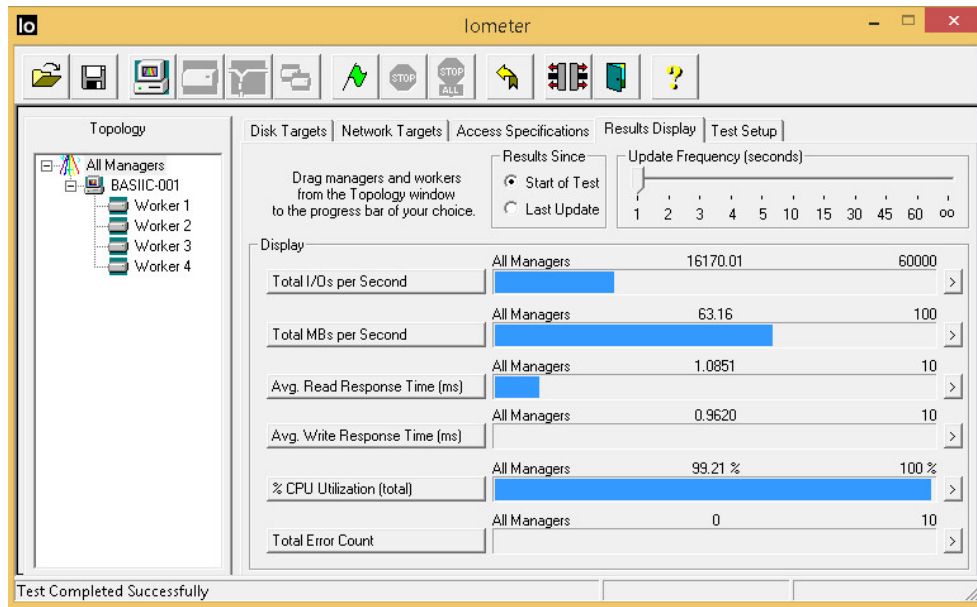 Io
Iometer
STOP
STOP
ALL
?
Topology
All Managers
BASIIC-001
Worker 1
Worker 2
Worker 3
Worker 4
Disk Targets
Network Targets
Access Specifications
Results Display
Test Setup
Drag managers and workers
from the Topology window
to the progress bar of your choice.
Results Since
Start of Test
Last Update
Update Frequency (seconds)
1 2 3 4 5 10 15 30 45 60 oo
Display
All Managers 16170.01 60000
Total I/Os per Second
>
All Managers 63.16 100
Total MBs per Second
>
All Managers 1.0851 10
Avg. Read Response Time (ms)
>
All Managers 0.9620 10
Avg. Write Response Time (ms)
>
All Managers 99.21 % 100 %
% CPU Utilization (total)
>
All Managers 0 10
Total Error Count
>
Test Completed Successfully